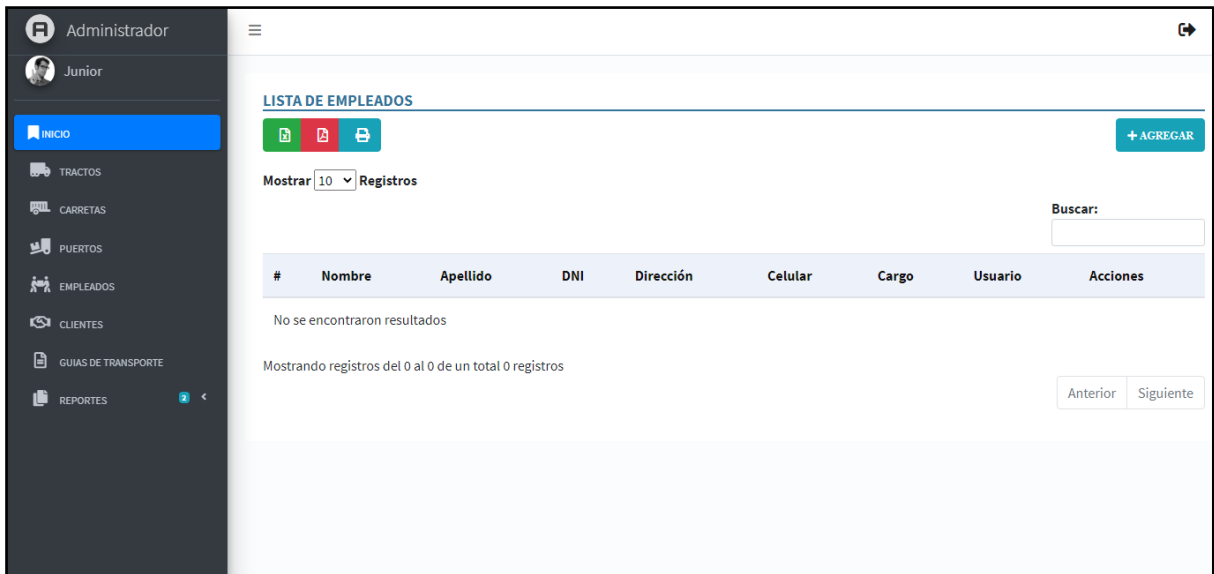 Administrador
Junior
INICIO
TRACTOS
CARRETAS
PUERTOS
EMPLEADOS
CLIENTES
GUIAS DE TRANSPORTE
REPORTES 2
LISTA DE EMPLEADOS
+ AGREGAR
Mostrar 10 Registros
Buscar:
# Nombre Apellido DNI Dirección Celular Cargo Usuario Acciones
No se encontraron resultados
Mostrando registros del 0 al 0 de un total 0 registros
Anterior Siguiente